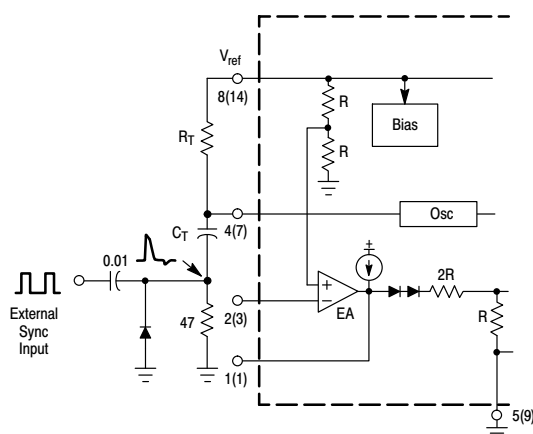 V_ref
8(14)
R
Bias
R_T
R
C_T
4(7)
Osc
0.01
2R
+
−
EA
External
Sync
Input
47
2(3)
R
1(1)
5(9)